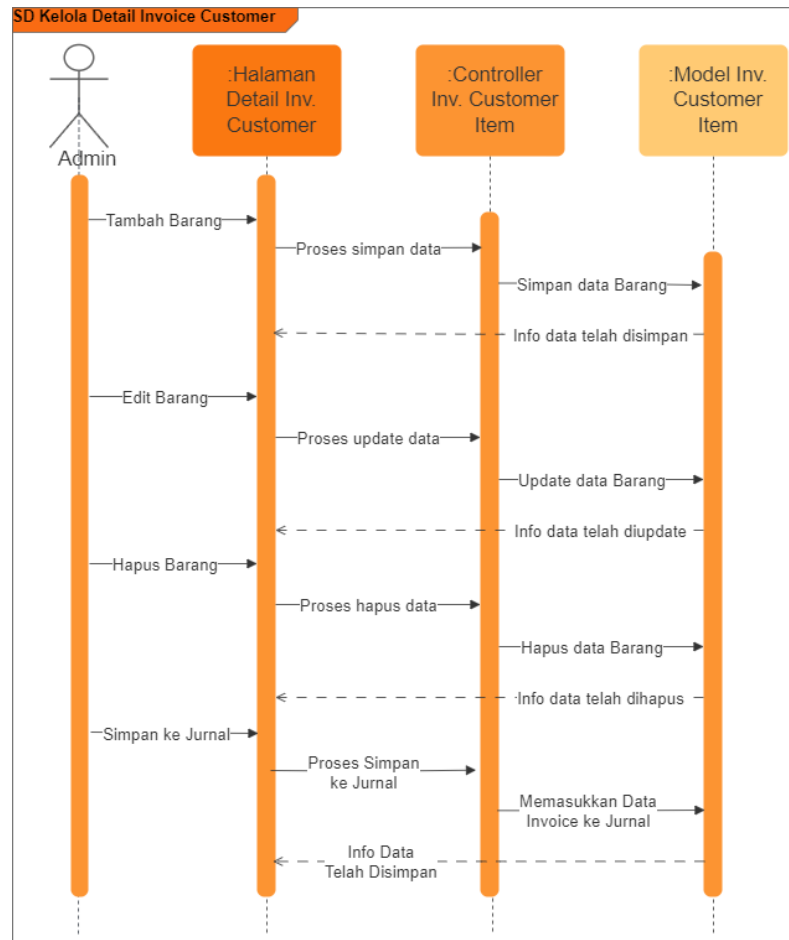 SD Kelola Detail Invoice Customer
:Halaman
Detail Inv.
Customer
:Controller
Inv. Customer
Item
:Model Inv.
Customer
Item
Admin
Tambah Barang
Proses simpan data
Simpan data Barang
Info data telah disimpan
Edit Barang
Proses update data
Update data Barang
Info data telah diupdate
Hapus Barang
Proses hapus data
Hapus data Barang
Info data telah dihapus
Simpan ke Jurnal
Proses Simpan
ke Jurnal
Memasukkan Data
Invoice ke Jurnal
Info Data
Telah Disimpan